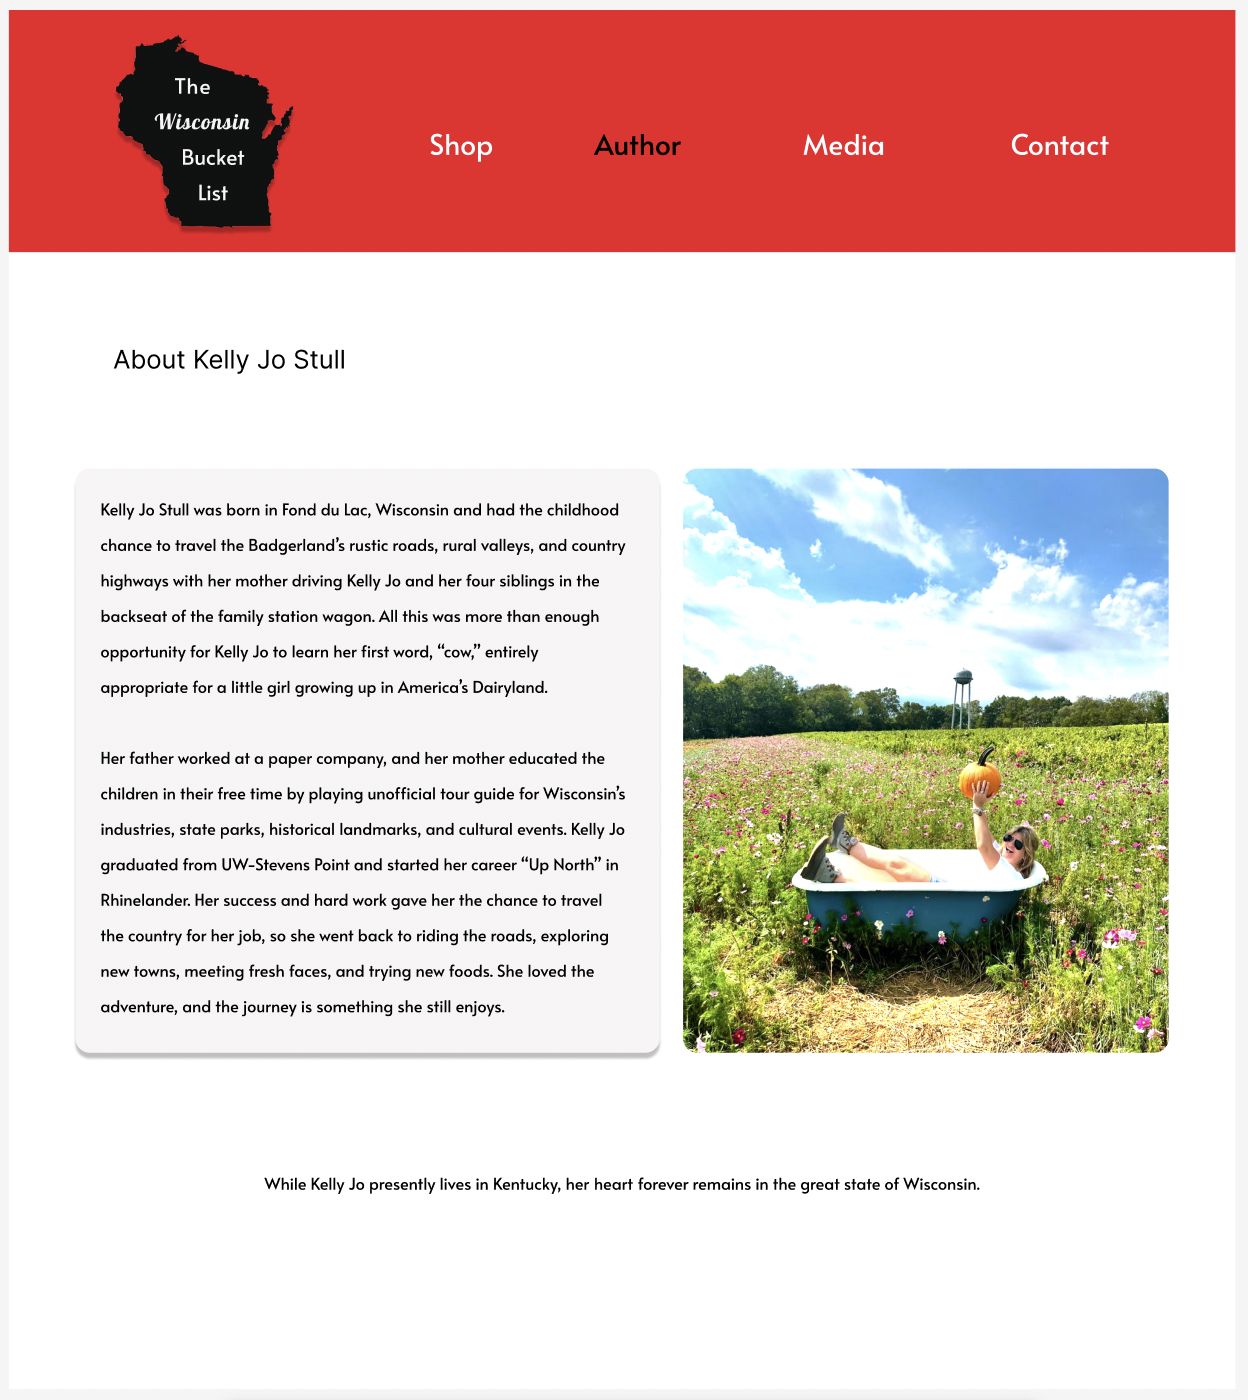 The
Wisconsin
Bucket
List
Shop
Author
Media
Contact
About Kelly Jo Stull
Kelly Jo Stull was born in Fond du Lac, Wisconsin and had the childhood
chance to travel the Badgerland’s rustic roads, rural valleys, and country
highways with her mother driving Kelly Jo and her four siblings in the
backseat of the family station wagon. All this was more than enough
opportunity for Kelly Jo to learn her first word, “cow,” entirely
appropriate for a little girl growing up in America’s Dairyland.
Her father worked at a paper company, and her mother educated the
children in their free time by playing unofficial tour guide for Wisconsin’s
industries, state parks, historical landmarks, and cultural events. Kelly Jo
graduated from UW-Stevens Point and started her career “Up North” in
Rhinelander. Her success and hard work gave her the chance to travel
the country for her job, so she went back to riding the roads, exploring
new towns, meeting fresh faces, and trying new foods. She loved the
adventure, and the journey is something she still enjoys.
While Kelly Jo presently lives in Kentucky, her heart forever remains in the great state of Wisconsin.